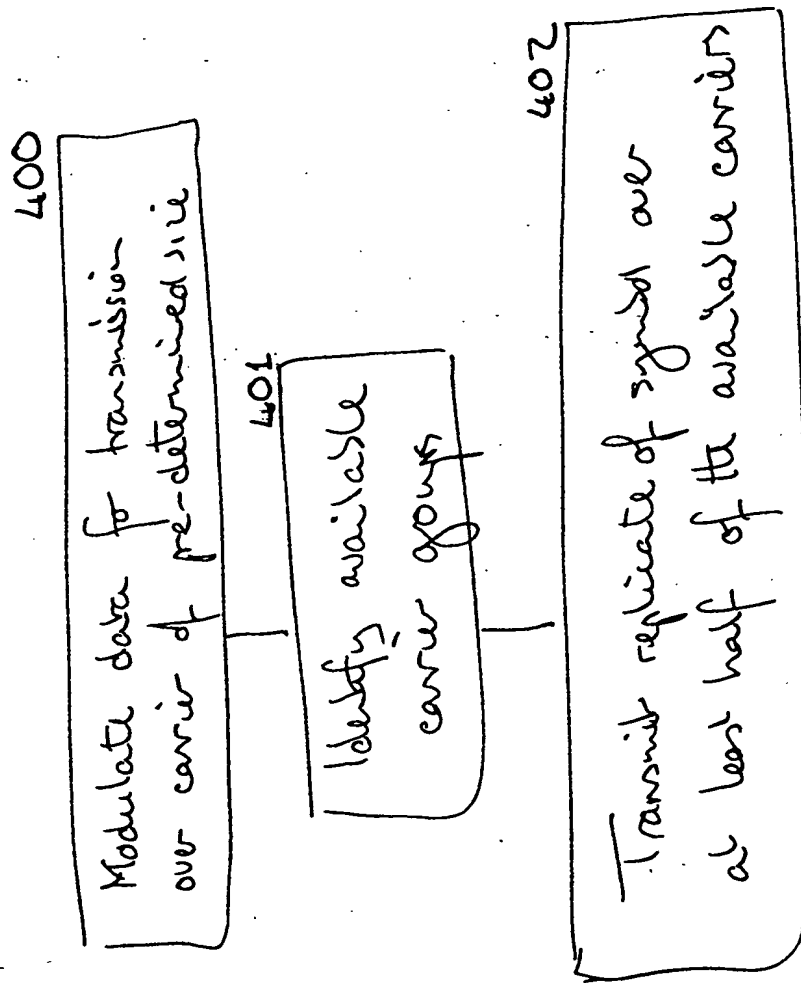 400
Modulate data for transmission
over carrier of pre-determined size
401
Identify available
carrier groups
402
Transmit replicate of symbol over
at least half of the available carriers